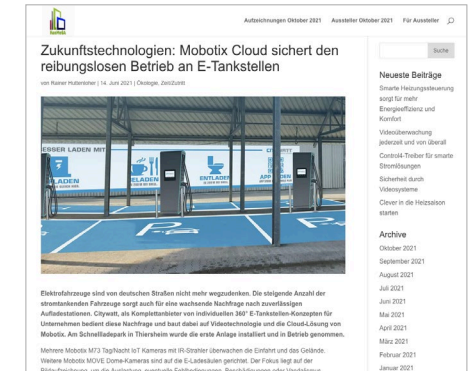 Aufzeichnungen Oktober 2021 Aussteller Oktober 2021 Für Aussteller
Zukunftstechnologien: Mobotix Cloud sichert den
reibungslosen Betrieb an E-Tankstellen
von Rainer | 14. Juni 2021 | Ökologie, Zeit/Zutritt
ESSER LADEN MIT CITYWATT
LADEN
ENTLADEN
Elektrofahrzeuge sind von deutschen Straßen nicht mehr wegzudenken. Die steigende Anzahl der
stromtankenden Fahrzeuge sorgt auch für eine wachsende Nachfrage nach zuverlässigen
Aufladestationen. Citywatt, als Komplettanbieter von individuellen 360° E-Tankstellen-Konzepten für
Unternehmen bedient diese Nachfrage und baut dabei auf Videotechnologie und die Cloud-Lösung von
Mobotix. Am Schnellladepark in Thiersheim wurde die erste Anlage installiert und in Betrieb genommen.
Mehrere Mobotix M73 Tag/Nacht IoT Kameras mit IR-Strahler überwachen die Einfahrt und das Gelände.
Weitere Mobotix MOVE Dome-Kameras sind auf die E-Ladesäulen gerichtet. Der Fokus liegt auf der
Suche
Neueste Beiträge
Smarte Heizungssteuerung
sorgt für mehr
Energieeffizienz und
Komfort
Videoüberwachung
jederzeit und von überall
Control4-Treiber für smarte
Stromlösungen
Sicherheit durch
Videosysteme
Clever in die Heizsaison
starten
Archive
Oktober 2021
September 2021
August 2021
Juli 2021
Juni 2021
Mai 2021
April 2021
März 2021
Februar 2021
Januar 2021